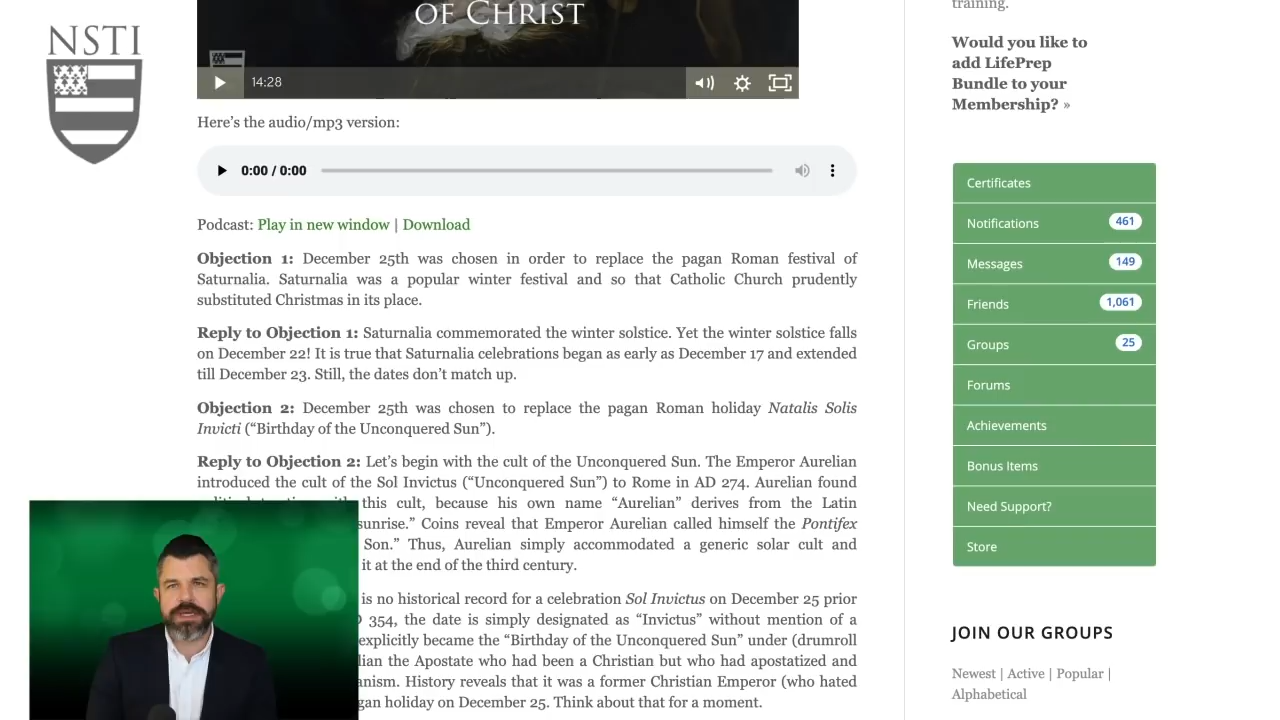 NSTI
OF CHRIST
14:28
Here's the audio/mp3 version:
0:00 / 0:00
Podcast: Play in new window | Download
Objection 1: December 25th was chosen in order to replace the pagan Roman festival of
Saturnalia. Saturnalia was a popular winter festival and so that Catholic Church prudently
substituted Christmas in its place.
Reply to Objection 1: Saturnalia commemorated the winter solstice. Yet the winter solstice falls
on December 22! It is true that Saturnalia celebrations began as early as December 17 and extended
till December 23. Still, the dates don't match up.
Objection 2: December 25th was chosen to replace the pagan Roman holiday Natalis Solis
Invicti ("Birthday of the Unconquered Sun").
Reply to Objection 2: Let's begin with the cult of the Unconquered Sun. The Emperor Aurelian
introduced the cult of the Sol Invictus ("Unconquered Sun") to Rome in AD 274. Aurelian found
this cult, because his own name "Aurelian" derives from the Latin
sunrise." Coins reveal that Emperor Aurelian called himself the Pontifex
Son." Thus, Aurelian simply accommodated a generic solar cult and
it at the end of the third century.
is no historical record for a celebration Sol Invictus on December 25 prior
354, the date is simply designated as "Invictus" without mention of a
explicitly became the "Birthday of the Unconquered Sun" under (drumroll
lian the Apostate who had been a Christian but who had apostatized and
anism. History reveals that it was a former Christian Emperor (who hated
gan holiday on December 25. Think about that for a moment.
training.
Would you like to
add LifePrep
Bundle to your
Membership? »
Certificates
Notifications 461
Messages 149
Friends 1,061
Groups 25
Forums
Achievements
Bonus Items
Need Support?
Store
JOIN OUR GROUPS
Newest | Active | Popular |
Alphabetical